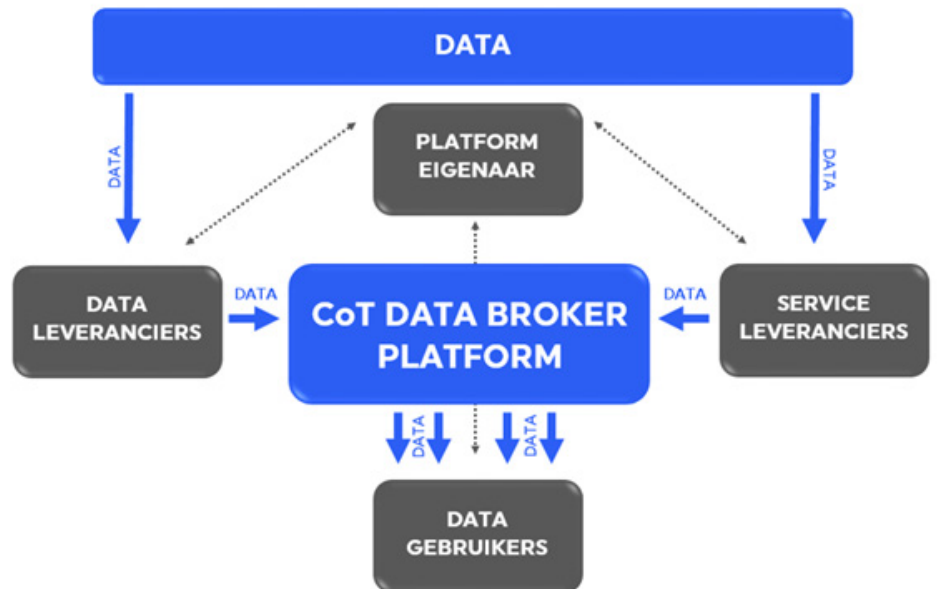 DATA
DATA
DATA
PLATFORM
EIGENAAR
DATA
LEVERANCIERS
DATA
CoT DATA BROKER
PLATFORM
DATA
SERVICE
LEVERANCIERS
DATA
DATA
DATA
GEBRUIKERS